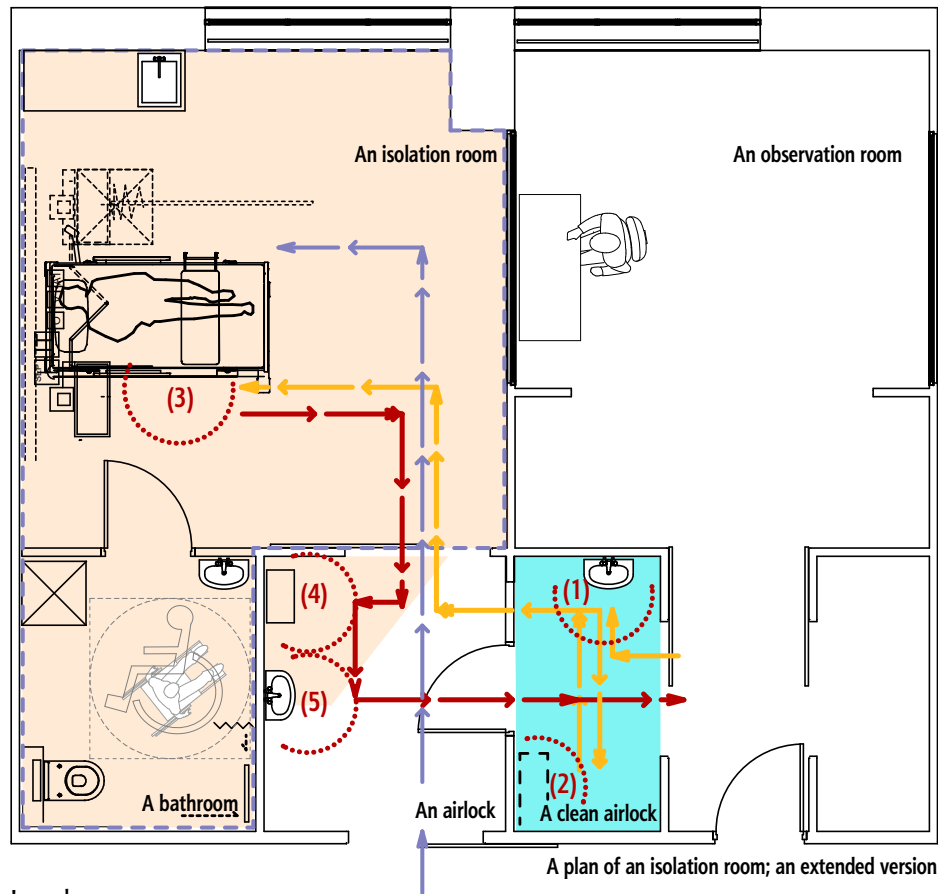 An isolation room
An observation room
(3)
(4)
(1)
(5)
(2)
A bathroom
An airlock
A clean airlock
A plan of an isolation room; an extended version